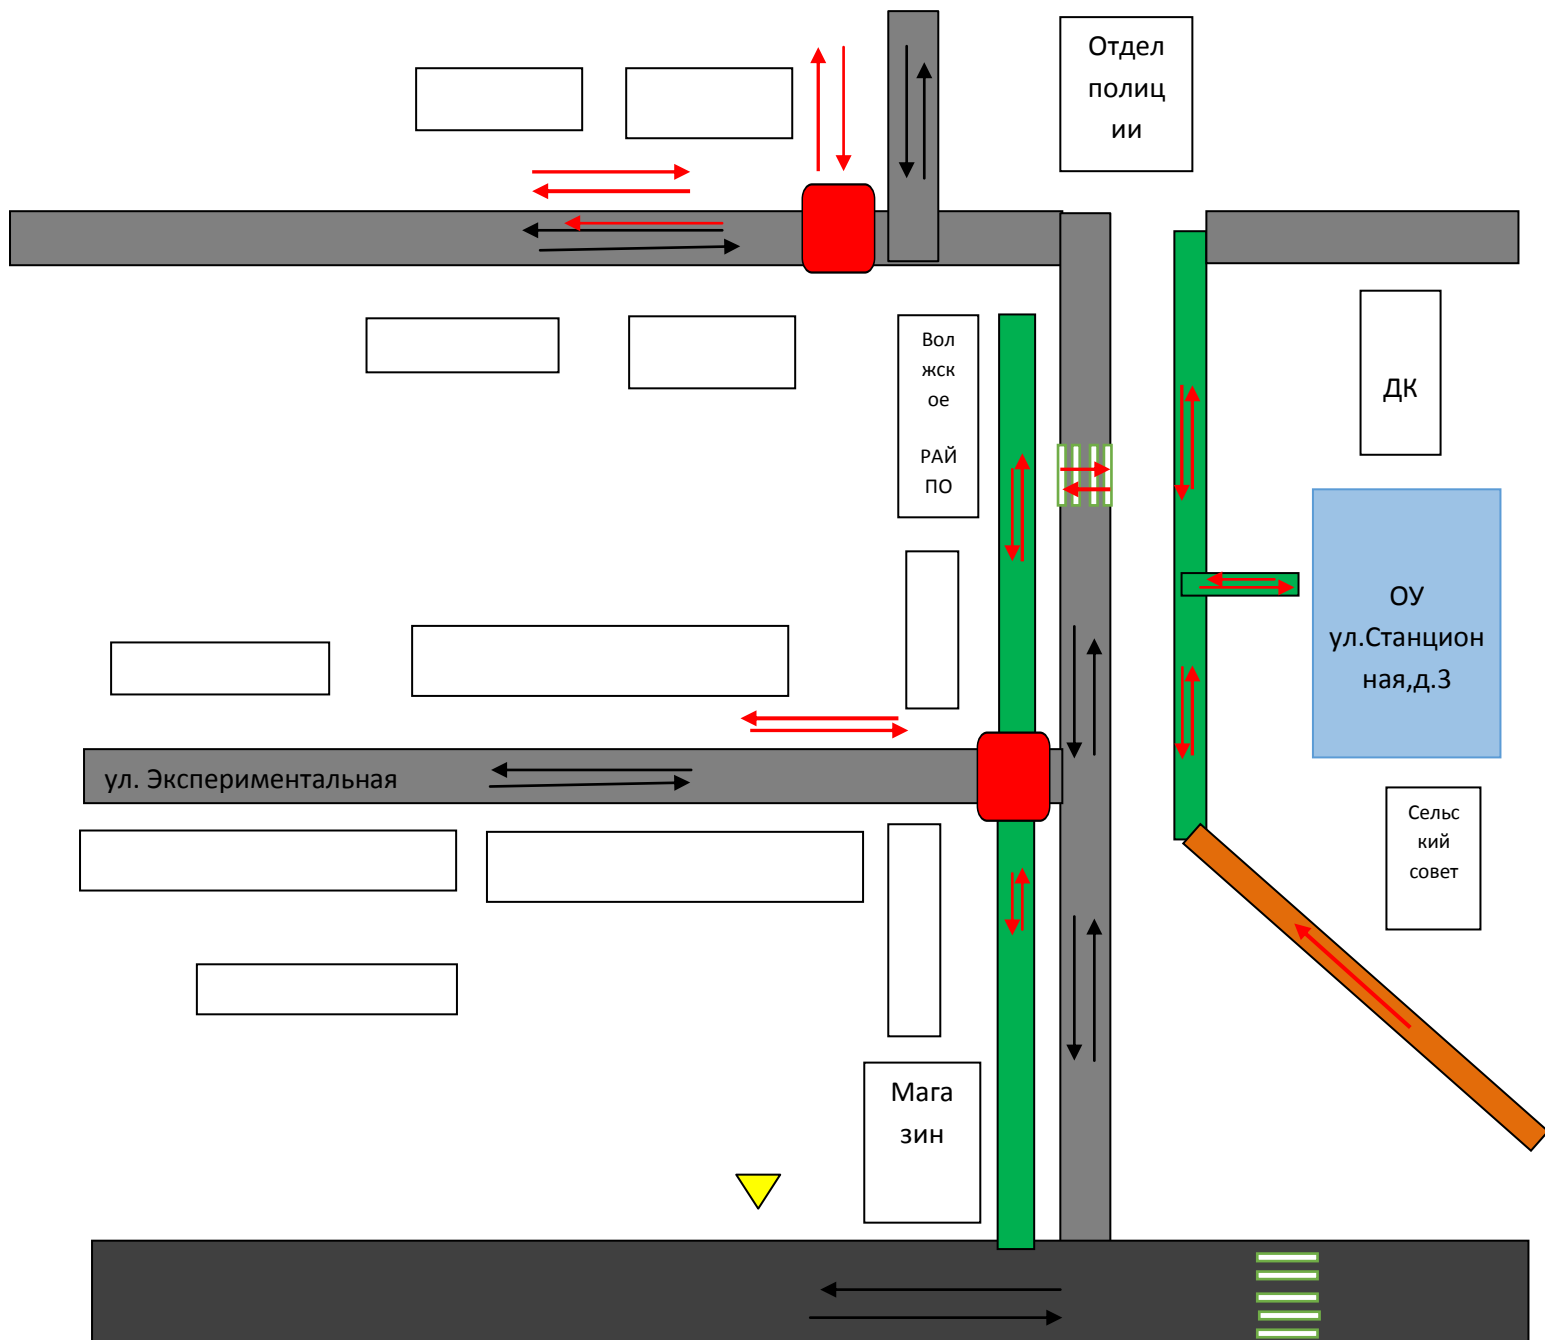 Отдел
полиц
ии
Вол
жск
ое
РАЙ
ПО
ДК
ОУ
ул.Станцион
ная,д.3
ул. Экспериментальная
Сельс
кий
совет
Мага
зин